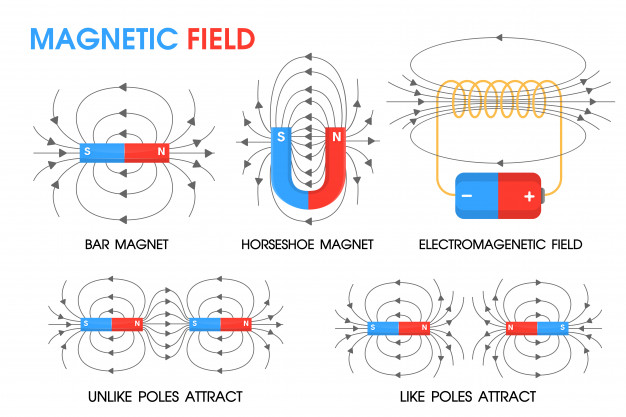 MAGNETIC FIELD
S N
S N
− +
BAR MAGNET
HORSESHOE MAGNET
ELECTROMAGENETIC FIELD
S N S N
S N N S
UNLIKE POLES ATTRACT
LIKE POLES ATTRACT